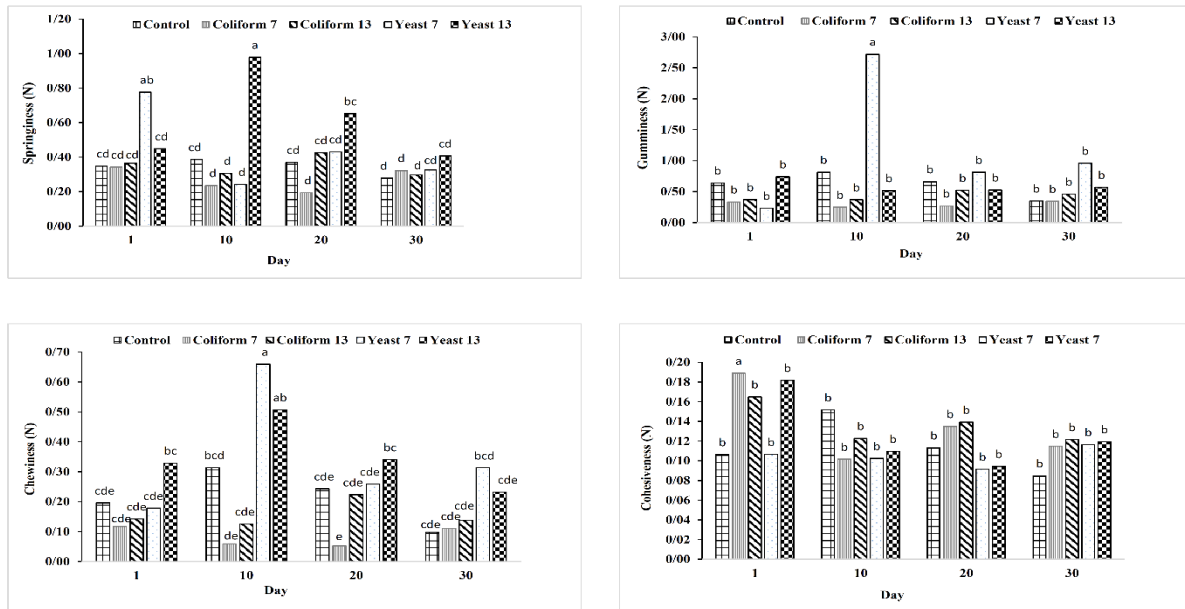 1/20
1/00
0/80
0/60
0/40
0/20
0/00
Springiness (N)
Control Coliform 7 Coliform 13 Yeast 7 Yeast 13
cd cd cd ab cd
cd d d d a
cd d cd cd bc
d d d cd cd
1 10 20 30
Day
3/00
2/50
2/00
1/50
1/00
0/50
0/00
Gumminess (N)
Control Coliform 7 Coliform 13 Yeast 7 Yeast 13
b b b b b
b b b a b
b b b b b
b b b b b
1 10 20 30
Day
0/70
0/60
0/50
0/40
0/30
0/20
0/10
0/00
Chewiness (N)
Control Coliform 7 Coliform 13 Yeast 7 Yeast 13
cde cde de cde bc
bcd de cde a ab
cde e cde cde bc
cde cde cde bcd cde
1 10 20 30
Day
0/20
0/18
0/16
0/14
0/12
0/10
0/08
0/06
0/04
0/02
0/00
Cohesiveness (N)
Control Coliform 7 Coliform 13 Yeast 7 Yeast 7
b a b b b
b b b b b
b b b b b
b b b b b
1 10 20 30
Day